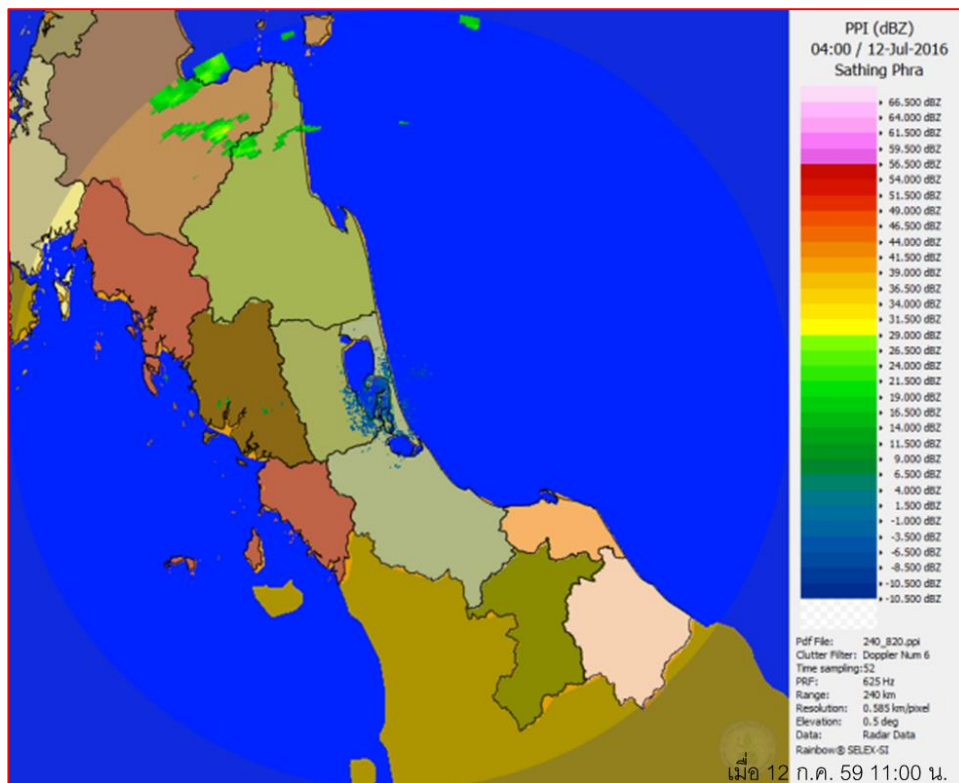 PPI (dBZ)
04:00 / 12-Jul-2016
Sathing Phra
66.500 dBZ
64.000 dBZ
61.500 dBZ
59.500 dBZ
56.500 dBZ
54.000 dBZ
51.500 dBZ
49.000 dBZ
46.500 dBZ
44.000 dBZ
41.500 dBZ
39.000 dBZ
36.500 dBZ
34.000 dBZ
31.500 dBZ
29.000 dBZ
26.500 dBZ
24.000 dBZ
21.500 dBZ
19.000 dBZ
16.500 dBZ
14.000 dBZ
11.500 dBZ
9.000 dBZ
6.500 dBZ
4.000 dBZ
1.500 dBZ
-1.000 dBZ
-3.500 dBZ
-6.500 dBZ
-8.500 dBZ
-10.500 dBZ
-10.500 dBZ
Pdf File: 240_820.ppi
Clutter Filter: Doppler Num 6
Time sampling:52
PRF: 625 Hz
Range: 240 km
Resolution: 0.585 km/pixel
Elevation: 0.5 deg
Data: Radar Data
Rainbow® SELEX-SI
เมื่อ 12 ก.ค. 59 11:00 น.